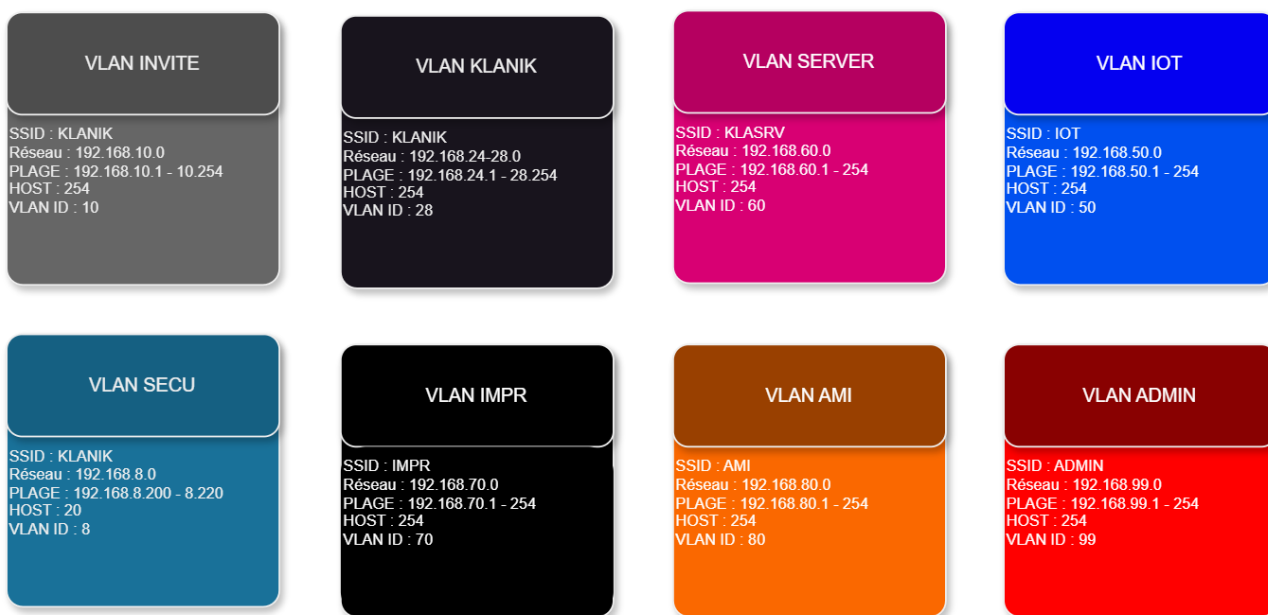 VLAN INVITE
SSID : KLANIK
Réseau : 192.168.10.0
PLAGE : 192.168.10.1 - 10.254
HOST : 254
VLAN ID : 10
VLAN KLANIK
SSID : KLANIK
Réseau : 192.168.24-28.0
PLAGE : 192.168.24.1 - 28.254
HOST : 254
VLAN ID : 28
VLAN SERVER
SSID : KLASRV
Réseau : 192.168.60.0
PLAGE : 192.168.60.1 - 254
HOST : 254
VLAN ID : 60
VLAN IOT
SSID : IOT
Réseau : 192.168.50.0
PLAGE : 192.168.50.1 - 254
HOST : 254
VLAN ID : 50
VLAN SECU
SSID : KLANIK
Réseau : 192.168.8.0
PLAGE : 192.168.8.200 - 8.220
HOST : 20
VLAN ID : 8
VLAN IMPR
SSID : IMPR
Réseau : 192.168.70.0
PLAGE : 192.168.70.1 - 254
HOST : 254
VLAN ID : 70
VLAN AMI
SSID : AMI
Réseau : 192.168.80.0
PLAGE : 192.168.80.1 - 254
HOST : 254
VLAN ID : 80
VLAN ADMIN
SSID : ADMIN
Réseau : 192.168.99.0
PLAGE : 192.168.99.1 - 254
HOST : 254
VLAN ID : 99